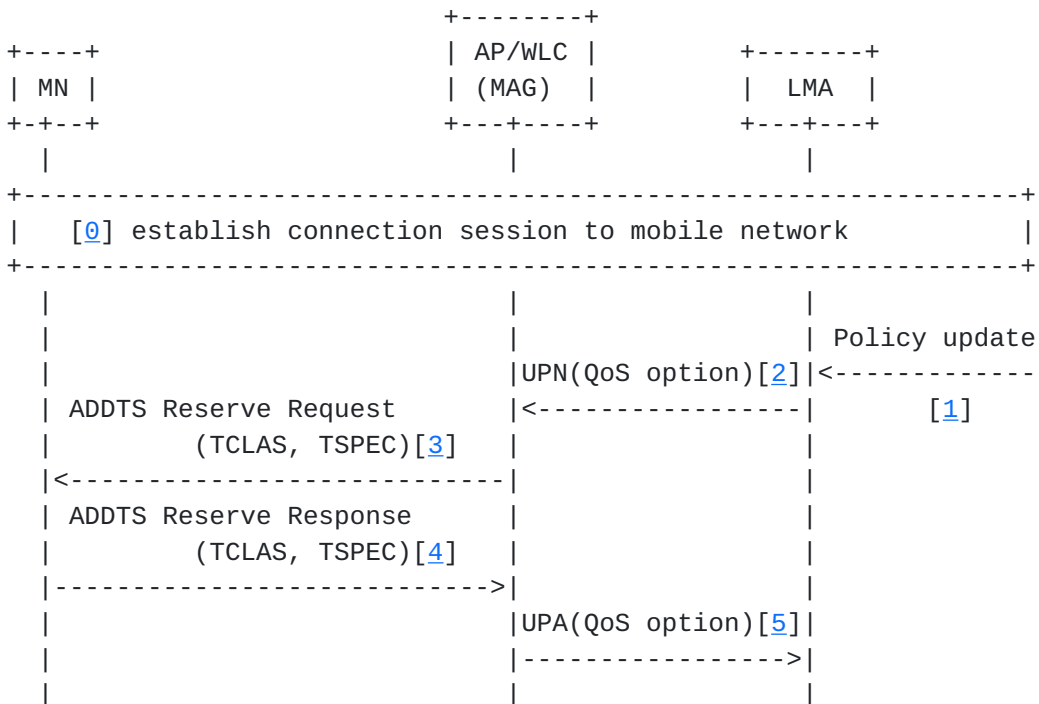 +--------+
+----+                      | AP/WLC |         +-------+
| MN |                      | (MAG)  |         |  LMA  |
+-+--+                      +---+----+         +---+---+
  |                             |                  |
+----------------------------------------------------------------+
|   [0] establish connection session to mobile network           |
+----------------------------------------------------------------+
  |                             |                  |
  |                             |                  | Policy update
  |                             |UPN(QoS option)[2]|<-------------
  | ADDTS Reserve Request       |<-----------------|       [1]
  |         (TCLAS, TSPEC)[3]   |                  |
  |<----------------------------|                  |
  | ADDTS Reserve Response      |                  |
  |         (TCLAS, TSPEC)[4]   |                  |
  |---------------------------->|                  |
  |                             |UPA(QoS option)[5]|
  |                             |----------------->|
  |                             |                  |